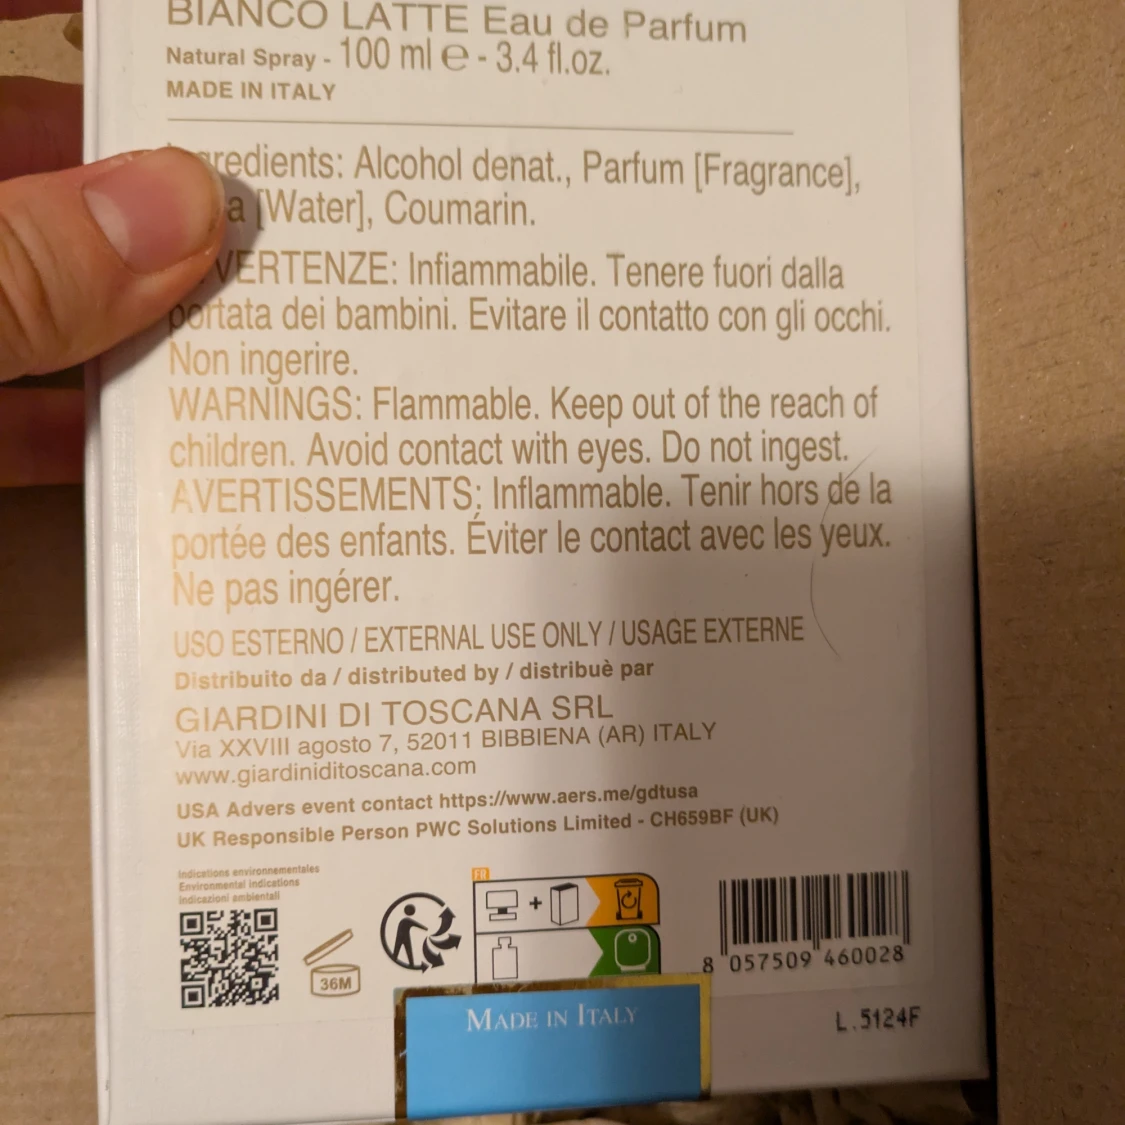 BIANCO LATTE Eau de Parfum
Natural Spray - 100 ml ℮ - 3.4 fl.oz.
MADE IN ITALY
redients: Alcohol denat., Parfum [Fragrance],
a [Water], Coumarin.
VERTENZE: Infiammabile. Tenere fuori dalla
portata dei bambini. Evitare il contatto con gli occhi.
Non ingerire.
WARNINGS: Flammable. Keep out of the reach of
children. Avoid contact with eyes. Do not ingest.
AVERTISSEMENTS: Inflammable. Tenir hors de la
portée des enfants. Éviter le contact avec les yeux.
Ne pas ingérer.
USO ESTERNO / EXTERNAL USE ONLY / USAGE EXTERNE
Distribuito da / distributed by / distribuè par
GIARDINI DI TOSCANA SRL
Via XXVIII agosto 7, 52011 BIBBIENA (AR) ITALY
www.giardiniditoscana.com
USA Advers event contact https://www.aers.me/gdtusa
UK Responsible Person PWC Solutions Limited - CH659BF (UK)
Indications environnementales
Environmental indications
Indicazioni ambientali
36M
FR
+
8 057509 460028
MADE IN ITALY
L.5124F